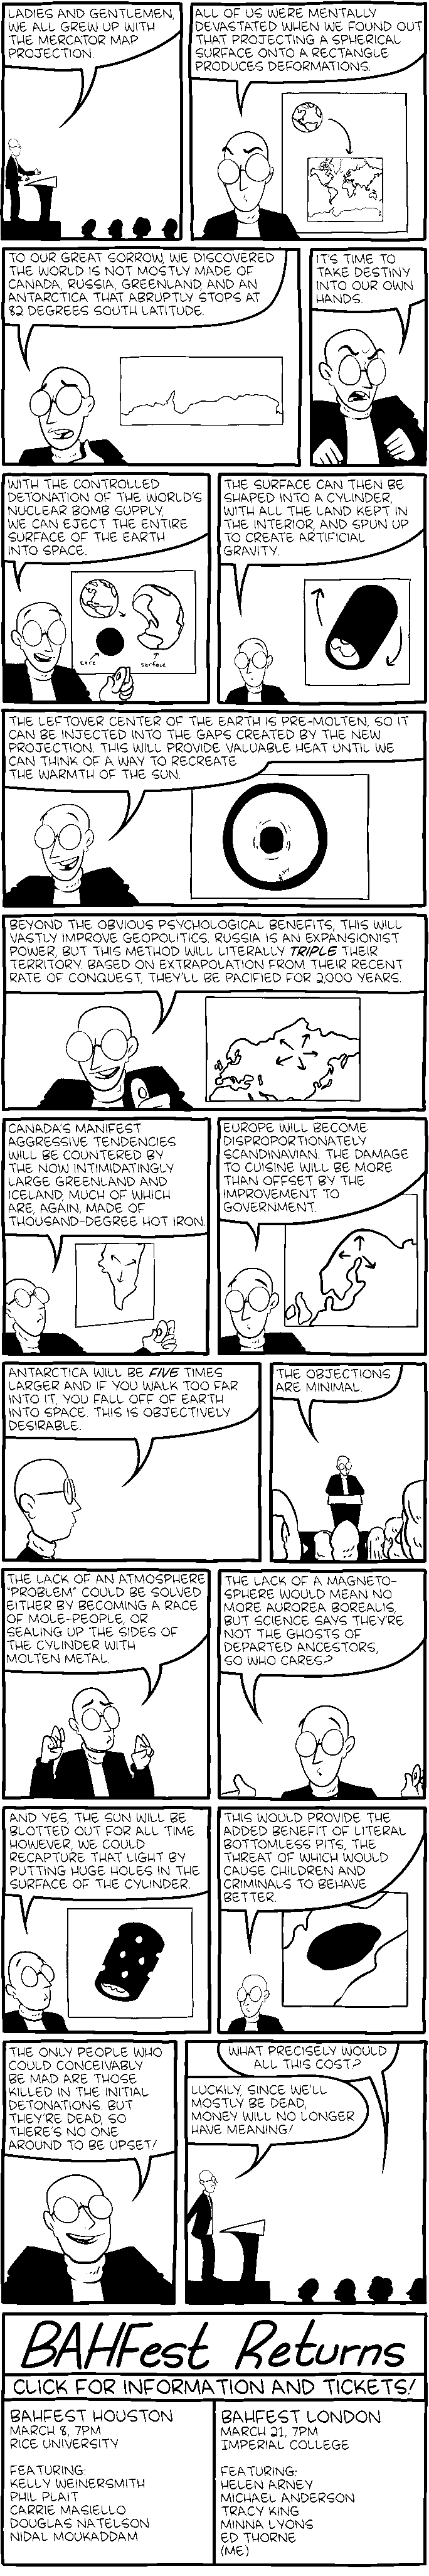 LADIES AND GENTLEMEN,
WE ALL GREW UP WITH
THE MERCATOR MAP
PROJECTION.
ALL OF US WERE MENTALLY
DEVASTATED WHEN WE FOUND OUT
THAT PROJECTING A SPHERICAL
SURFACE ONTO A RECTANGLE
PRODUCES DEFORMATIONS.
TO OUR GREAT SORROW, WE DISCOVERED
THE WORLD IS NOT MOSTLY MADE OF
CANADA, RUSSIA, GREENLAND, AND AN
ANTARCTICA THAT ABRUPTLY STOPS AT
82 DEGREES SOUTH LATITUDE.
IT'S TIME TO
TAKE DESTINY
INTO OUR OWN
HANDS.
WITH THE CONTROLLED
DETONATION OF THE WORLD'S
NUCLEAR BOMB SUPPLY,
WE CAN EJECT THE ENTIRE
SURFACE OF THE EARTH
INTO SPACE.
core
surface
THE SURFACE CAN THEN BE
SHAPED INTO A CYLINDER,
WITH ALL THE LAND KEPT IN
THE INTERIOR, AND SPUN UP
TO CREATE ARTIFICIAL
GRAVITY.
THE LEFTOVER CENTER OF THE EARTH IS PRE-MOLTEN, SO IT
CAN BE INJECTED INTO THE GAPS CREATED BY THE NEW
PROJECTION. THIS WILL PROVIDE VALUABLE HEAT UNTIL WE
CAN THINK OF A WAY TO RECREATE
THE WARMTH OF THE SUN.
BEYOND THE OBVIOUS PSYCHOLOGICAL BENEFITS, THIS WILL
VASTLY IMPROVE GEOPOLITICS. RUSSIA IS AN EXPANSIONIST
POWER, BUT THIS METHOD WILL LITERALLY TRIPLE THEIR
TERRITORY. BASED ON EXTRAPOLATION FROM THEIR RECENT
RATE OF CONQUEST, THEY'LL BE PACIFIED FOR 2,000 YEARS.
CANADA'S MANIFEST
AGGRESSIVE TENDENCIES
WILL BE COUNTERED BY
THE NOW INTIMIDATINGLY
LARGE GREENLAND AND
ICELAND, MUCH OF WHICH
ARE, AGAIN, MADE OF
THOUSAND-DEGREE HOT IRON.
EUROPE WILL BECOME
DISPROPORTIONATELY
SCANDINAVIAN. THE DAMAGE
TO CUISINE WILL BE MORE
THAN OFFSET BY THE
IMPROVEMENT TO
GOVERNMENT.
ANTARCTICA WILL BE FIVE TIMES
LARGER AND IF YOU WALK TOO FAR
INTO IT, YOU FALL OFF OF EARTH
INTO SPACE. THIS IS OBJECTIVELY
DESIRABLE.
THE OBJECTIONS
ARE MINIMAL.
THE LACK OF AN ATMOSPHERE
"PROBLEM" COULD BE SOLVED
EITHER BY BECOMING A RACE
OF MOLE-PEOPLE, OR
SEALING UP THE SIDES OF
THE CYLINDER WITH
MOLTEN METAL.
THE LACK OF A MAGNETO-
SPHERE WOULD MEAN NO
MORE AUROREA BOREALIS,
BUT SCIENCE SAYS THEY'RE
NOT THE GHOSTS OF
DEPARTED ANCESTORS,
SO WHO CARES?
AND YES, THE SUN WILL BE
BLOTTED OUT FOR ALL TIME.
HOWEVER, WE COULD
RECAPTURE THAT LIGHT BY
PUTTING HUGE HOLES IN THE
SURFACE OF THE CYLINDER.
THIS WOULD PROVIDE THE
ADDED BENEFIT OF LITERAL
BOTTOMLESS PITS, THE
THREAT OF WHICH WOULD
CAUSE CHILDREN AND
CRIMINALS TO BEHAVE
BETTER.
THE ONLY PEOPLE WHO
COULD CONCEIVABLY
BE MAD ARE THOSE
KILLED IN THE INITIAL
DETONATIONS. BUT
THEY'RE DEAD, SO
THERE'S NO ONE
AROUND TO BE UPSET!
WHAT PRECISELY WOULD
ALL THIS COST?
LUCKILY, SINCE WE'LL
MOSTLY BE DEAD,
MONEY WILL NO LONGER
HAVE MEANING!
BAHFest Returns
CLICK FOR INFORMATION AND TICKETS!
BAHFEST HOUSTON
MARCH 8, 7PM
RICE UNIVERSITY
FEATURING:
KELLY WEINERSMITH
PHIL PLAIT
CARRIE MASIELLO
DOUGLAS NATELSON
NIDAL MOUKADDAM
BAHFEST LONDON
MARCH 21, 7PM
IMPERIAL COLLEGE
FEATURING:
HELEN ARNEY
MICHAEL ANDERSON
TRACY KING
MINNA LYONS
ED THORNE
(ME)